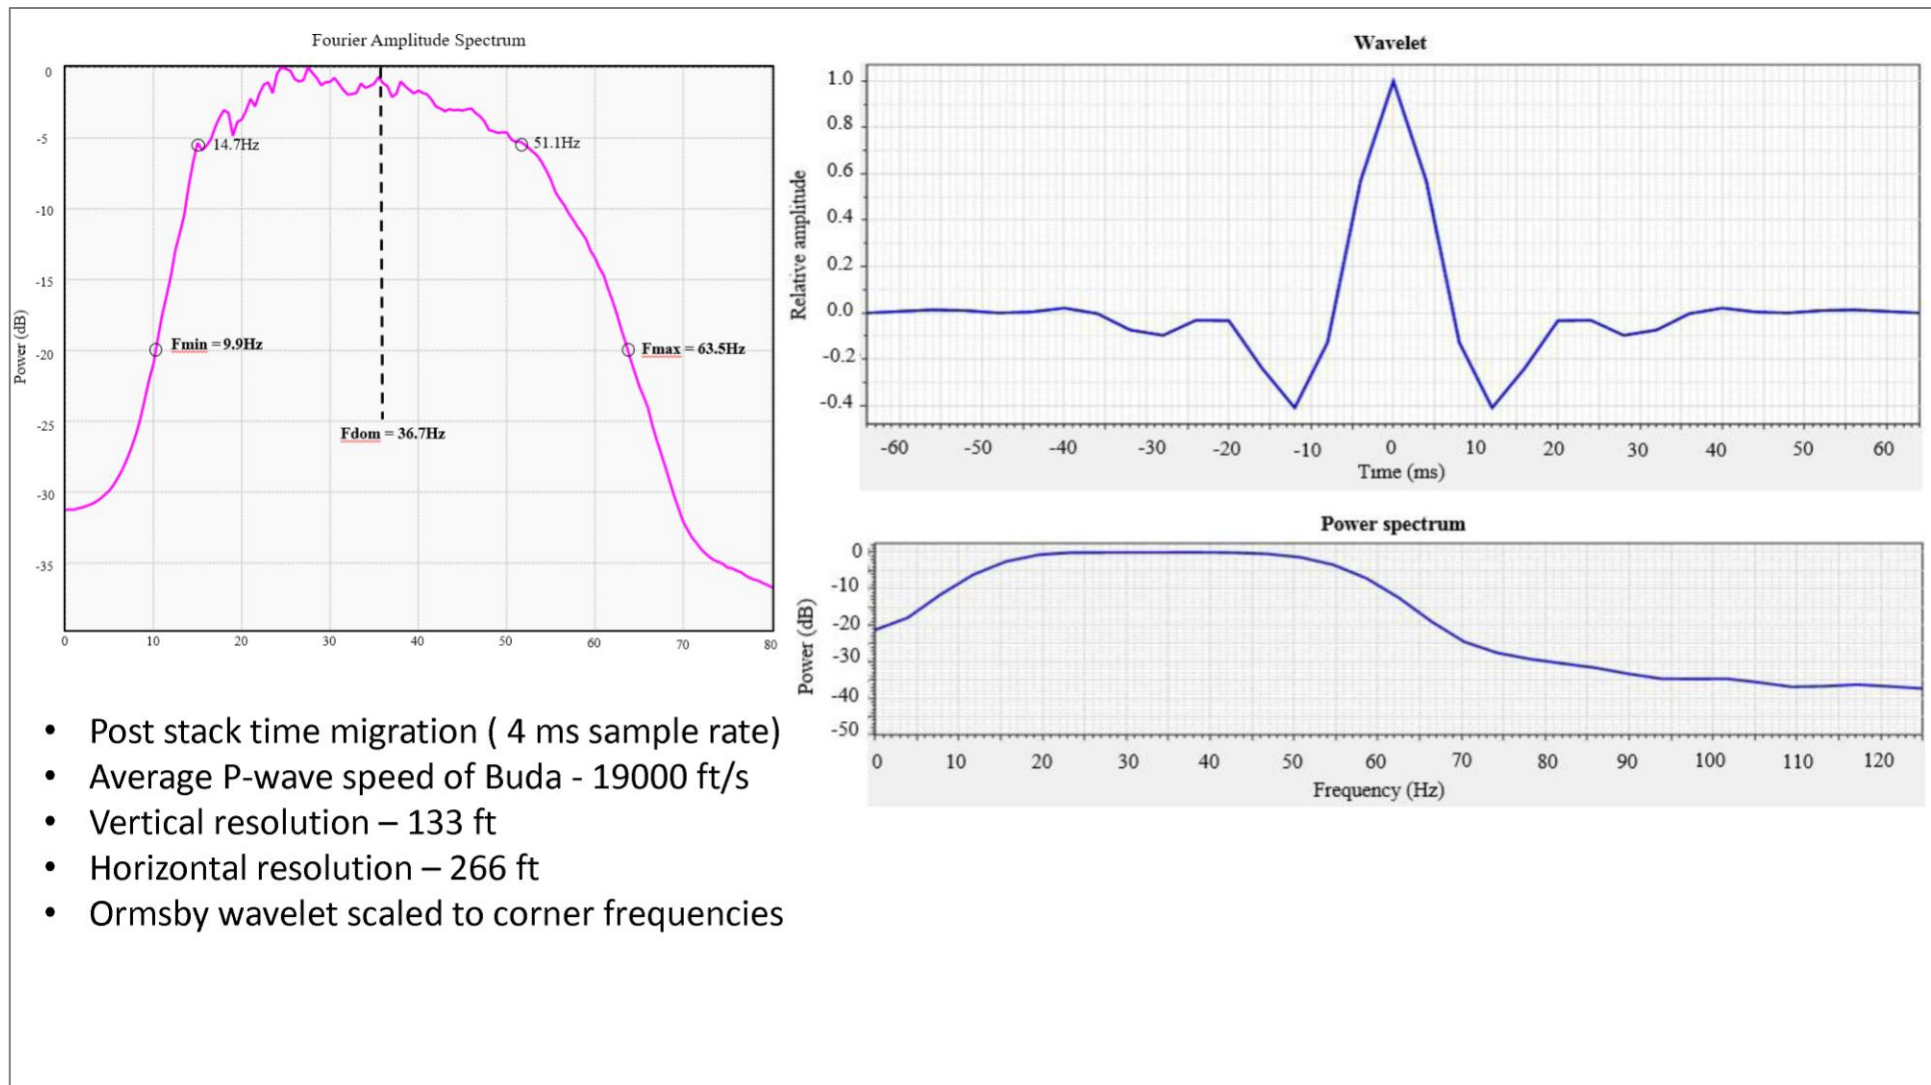 Fourier Amplitude Spectrum
0
-5
-10
-15
-20
-25
-30
-35
Power (dB)
14.7Hz
51.1Hz
Fmin = 9.9Hz
Fmax = 63.5Hz
Fdom = 36.7Hz
0 10 20 30 40 50 60 70 80
Wavelet
1.0
0.8
0.6
0.4
0.2
0.0
-0.2
-0.4
Relative amplitude
-60 -50 -40 -30 -20 -10 0 10 20 30 40 50 60
Time (ms)
Power spectrum
0
-10
-20
-30
-40
-50
Power (dB)
0 10 20 30 40 50 60 70 80 90 100 110 120
Frequency (Hz)
• Post stack time migration ( 4 ms sample rate)
• Average P-wave speed of Buda - 19000 ft/s
• Vertical resolution – 133 ft
• Horizontal resolution – 266 ft
• Ormsby wavelet scaled to corner frequencies